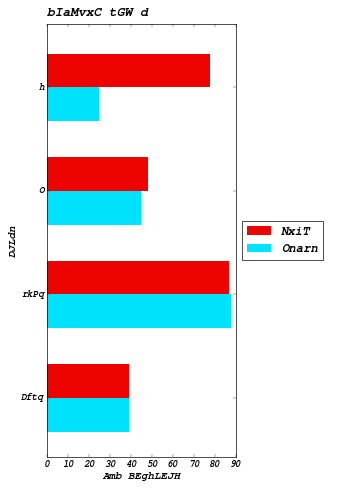 bIaMvxC tGW d
h
o
rkPq
Dftq
DJLdn
0 10 20 30 40 50 60 70 80 90
Amb BEghLEJH
NxiT
Onarn